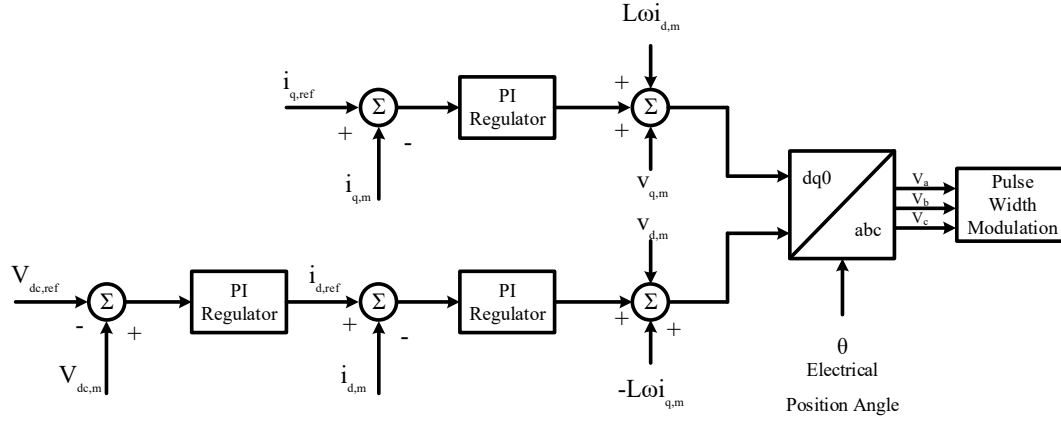 Lωi_d,m
i_q,ref
+
Σ
-
i_q,m
PI
Regulator
+
+
Σ
v_q,m
dq0
abc
V_a
V_b
V_c
Pulse
Width
Modulation
v_d,m
V_dc,ref
-
Σ
+
V_dc,m
PI
Regulator
i_d,ref
+
Σ
-
i_d,m
PI
Regulator
+
Σ
+
-Lωi_q,m
θ
Electrical
Position Angle